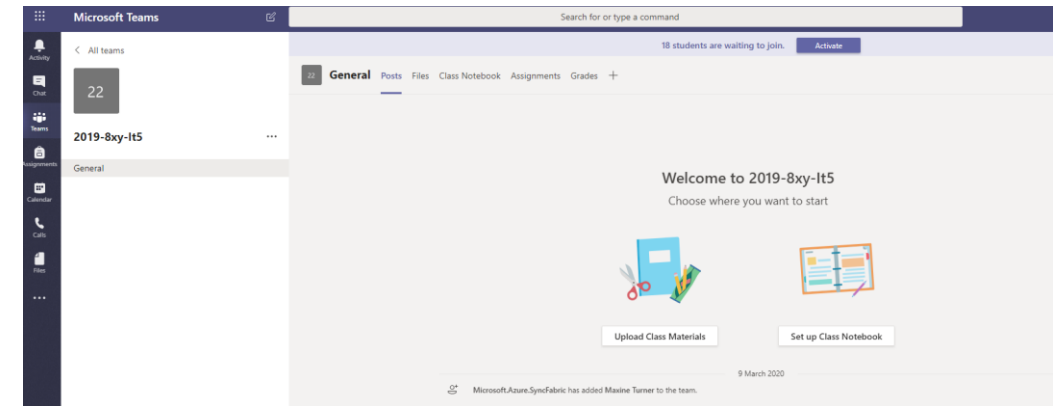 Microsoft Teams
Search for or type a command
Activity
Chat
Teams
Assignments
Calendar
Calls
Files
All teams
22
2019-8xy-It5
General
18 students are waiting to join.
Activate
22
General Posts Files Class Notebook Assignments Grades
Welcome to 2019-8xy-It5
Choose where you want to start
Upload Class Materials
Set up Class Notebook
9 March 2020
Microsoft.Azure.SyncFabric has added Maxine Turner to the team.